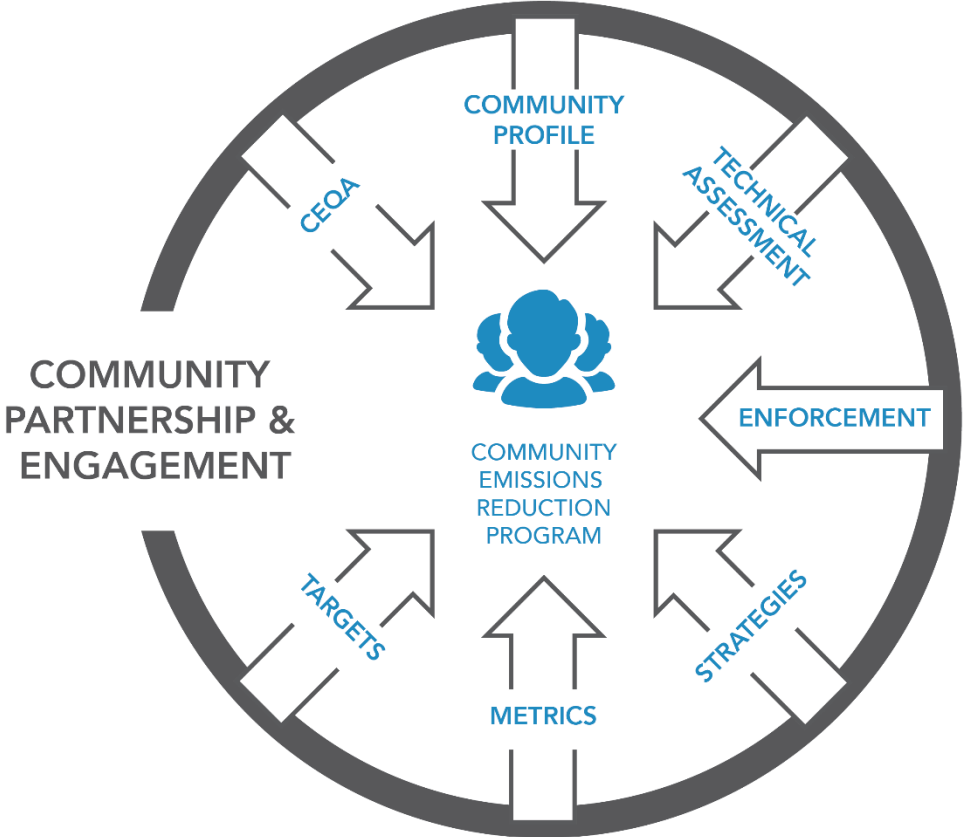 COMMUNITY
PROFILE
CEQA
TECHNICAL
ASSESSMENT
COMMUNITY
PARTNERSHIP &
ENGAGEMENT
ENFORCEMENT
COMMUNITY
EMISSIONS
REDUCTION
PROGRAM
TARGETS
STRATEGIES
METRICS